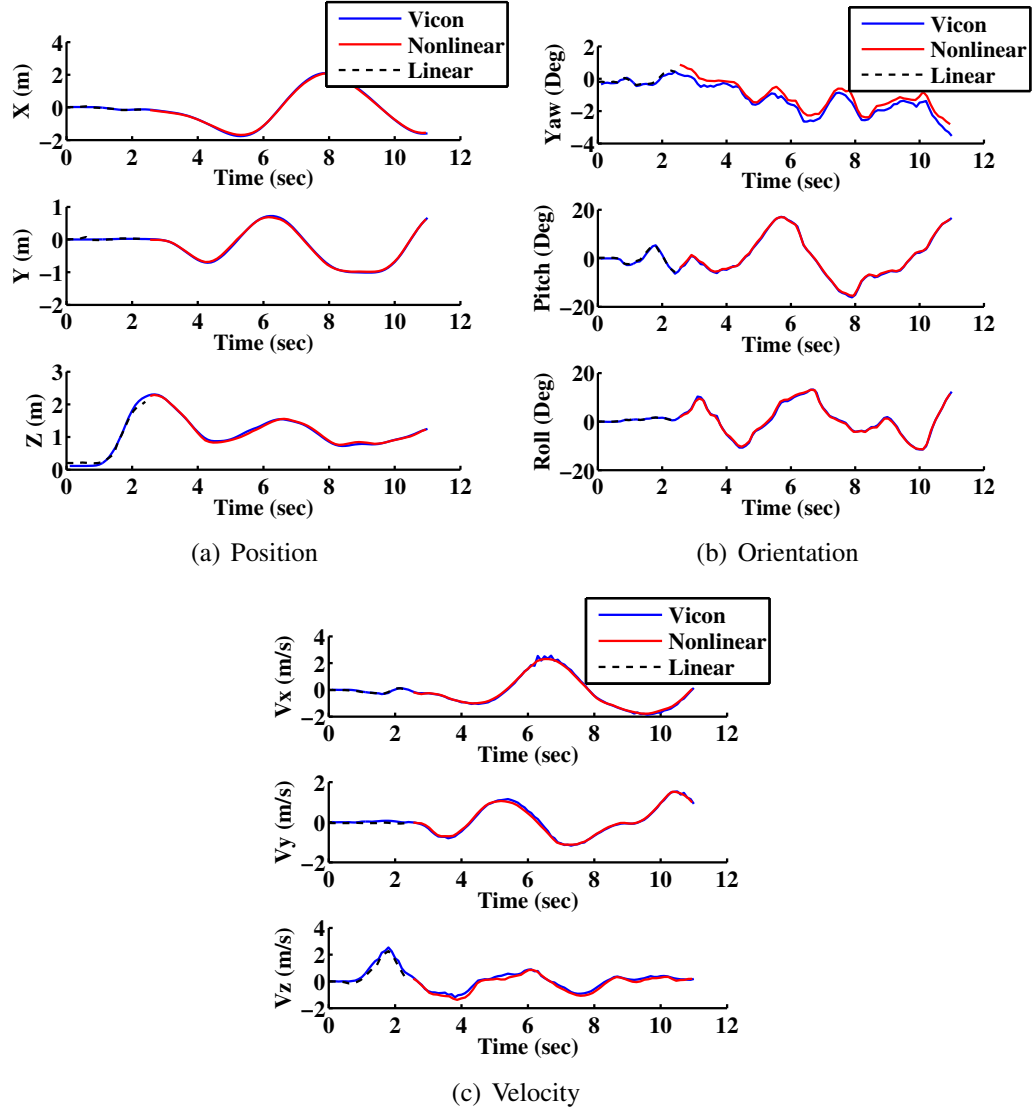 Vicon
Nonlinear
Linear
X (m)
4
2
0
−2
0 2 4 6 8 10 12
Time (sec)
Y (m)
2
1
0
−1
−2
0 2 4 6 8 10 12
Time (sec)
Z (m)
3
2
1
0
0 2 4 6 8 10 12
Time (sec)
(a) Position
Vicon
Nonlinear
Linear
Yaw (Deg)
2
0
−2
−4
0 2 4 6 8 10 12
Time (sec)
Pitch (Deg)
20
0
−20
0 2 4 6 8 10 12
Time (sec)
Roll (Deg)
20
0
−20
0 2 4 6 8 10 12
Time (sec)
(b) Orientation
Vicon
Nonlinear
Linear
Vx (m/s)
4
2
0
−2
0 2 4 6 8 10 12
Time (sec)
Vy (m/s)
2
0
−2
0 2 4 6 8 10 12
Time (sec)
Vz (m/s)
4
2
0
−2
0 2 4 6 8 10 12
Time (sec)
(c) Velocity